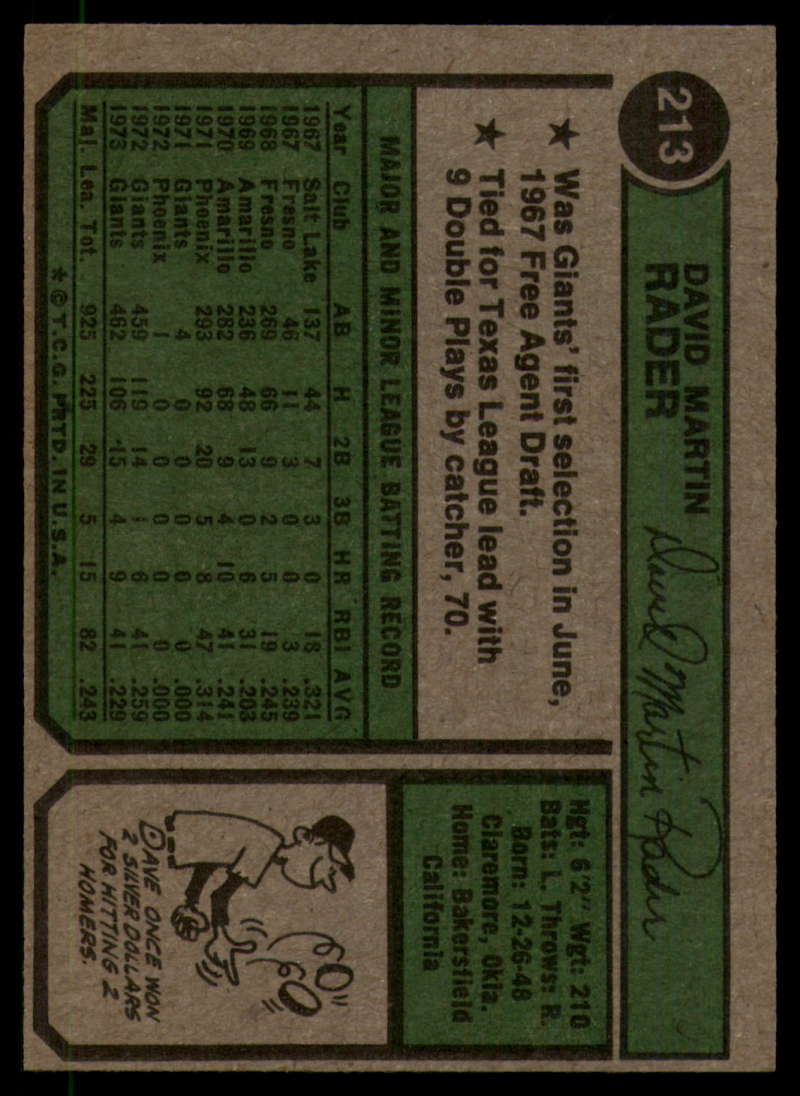 213
DAVID MARTIN
RADER
David Martin Rader
★ Was Giants' first selection in June,
1967 Free Agent Draft.
★ Tied for Texas League lead with
9 Double Plays by catcher, 70.
MAJOR AND MINOR LEAGUE BATTING RECORD
Year Club AB H 2B 3B HR RBI AVG
1967 Salt Lake 137 44 7 3 0 18 .321
1967 Fresno 46 11 3 0 0 3 .239
1968 Fresno 269 66 9 2 5 19 .245
1969 Amarillo 236 48 13 0 6 31 .203
1970 Amarillo 282 68 9 4 10 41 .241
1971 Phoenix 293 92 20 5 8 47 .314
1971 Giants 4 0 0 0 0 0 .000
1972 Phoenix 1 0 0 0 0 0 .000
1972 Giants 459 119 14 1 6 41 .259
1973 Giants 462 106 15 4 9 41 .229
Maj. Lea. Tot. 925 225 29 5 15 82 .243
* © T.C.G. PRTD. IN U.S.A.
Hgt: 6'2" Wgt: 210
Bats: L. Throws: R.
Born: 12-26-48
Claremore, Okla.
Home: Bakersfield
California
DAVE ONCE WON
2 SILVER DOLLARS
FOR HITTING 2
HOMERS.